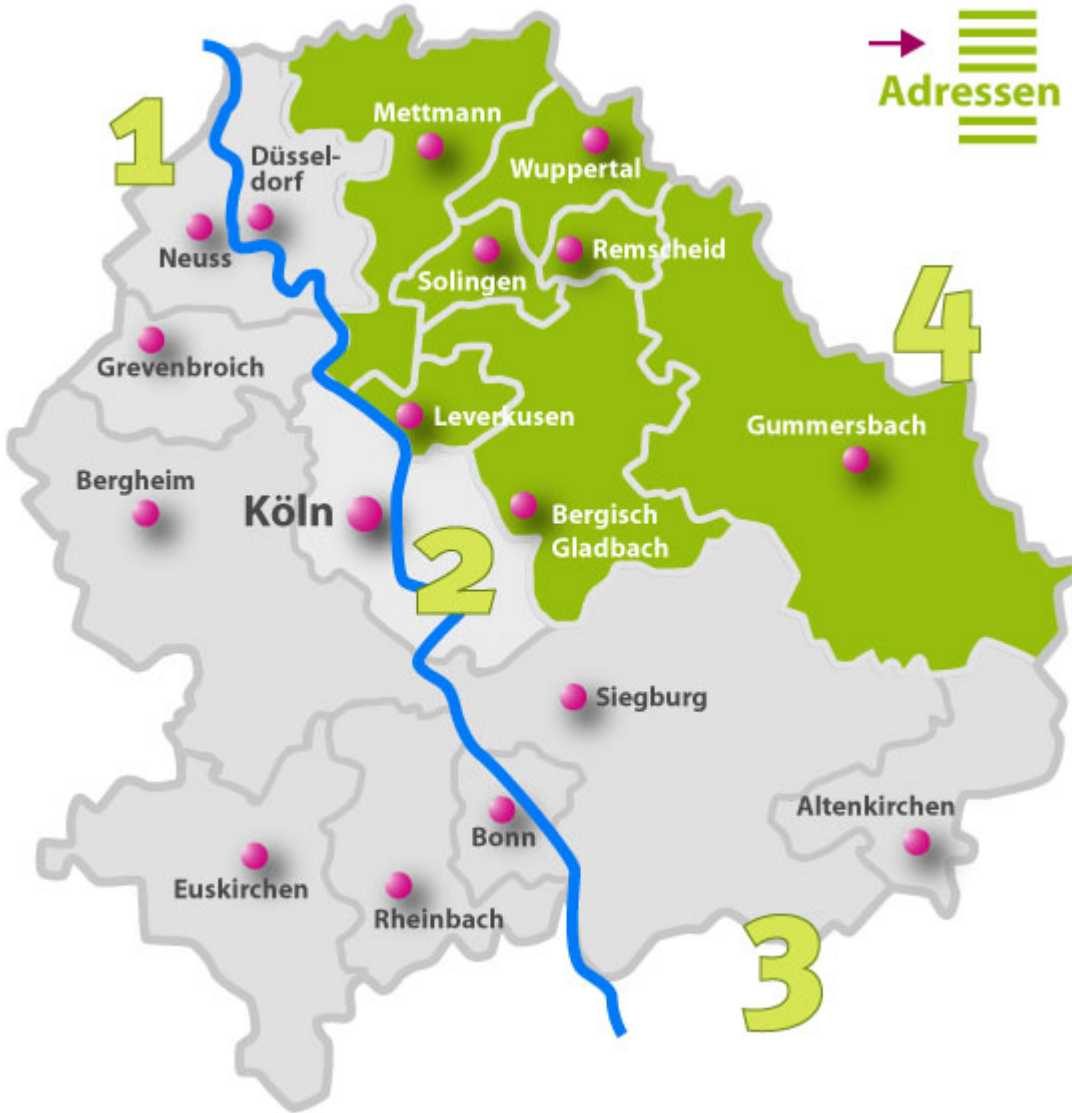 Adressen
1
Mettmann
Wuppertal
Düssel-
dorf
Neuss
Solingen
Remscheid
4
Grevenbroich
Leverkusen
Gummersbach
Bergheim
Köln
2
Bergisch
Gladbach
Siegburg
Altenkirchen
Bonn
Euskirchen
Rheinbach
3